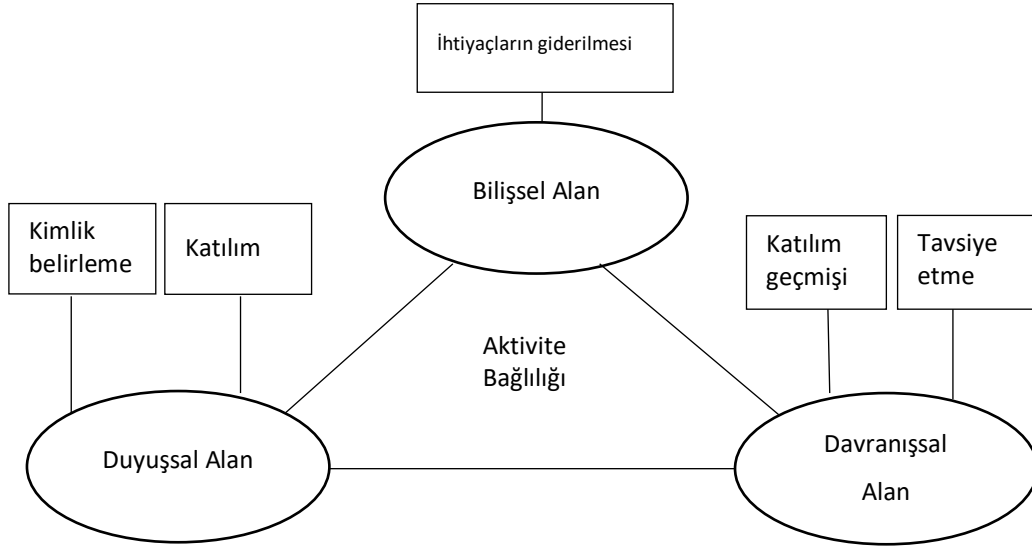 İhtiyaçların giderilmesi
Bilişsel Alan
Kimlik
belirleme
Katılım
Katılım
geçmişi
Tavsiye
etme
Aktivite
Bağlılığı
Duyuşsal Alan
Davranışsal
Alan